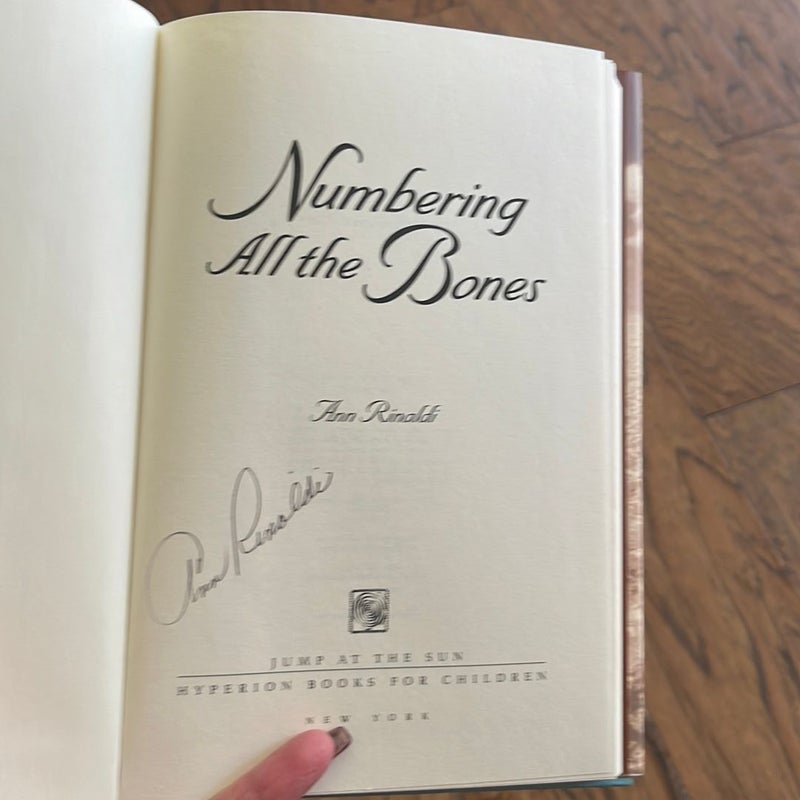 Numbering
All the Bones
Ann Rinaldi
Ann Rinaldi
JUMP AT THE SUN
HYPERION BOOKS FOR CHILDREN
NEW YORK